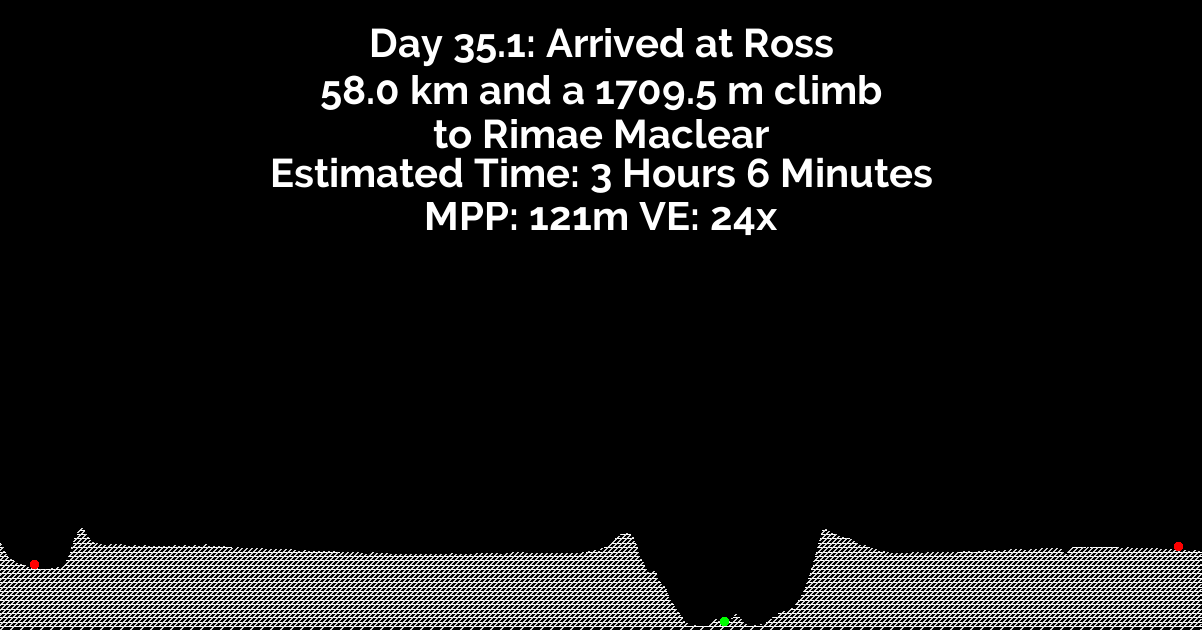 Day 35.1: Arrived at Ross
58.0 km and a 1709.5 m climb
to Rimae Maclear
Estimated Time: 3 Hours 6 Minutes
MPP: 121m VE: 24x